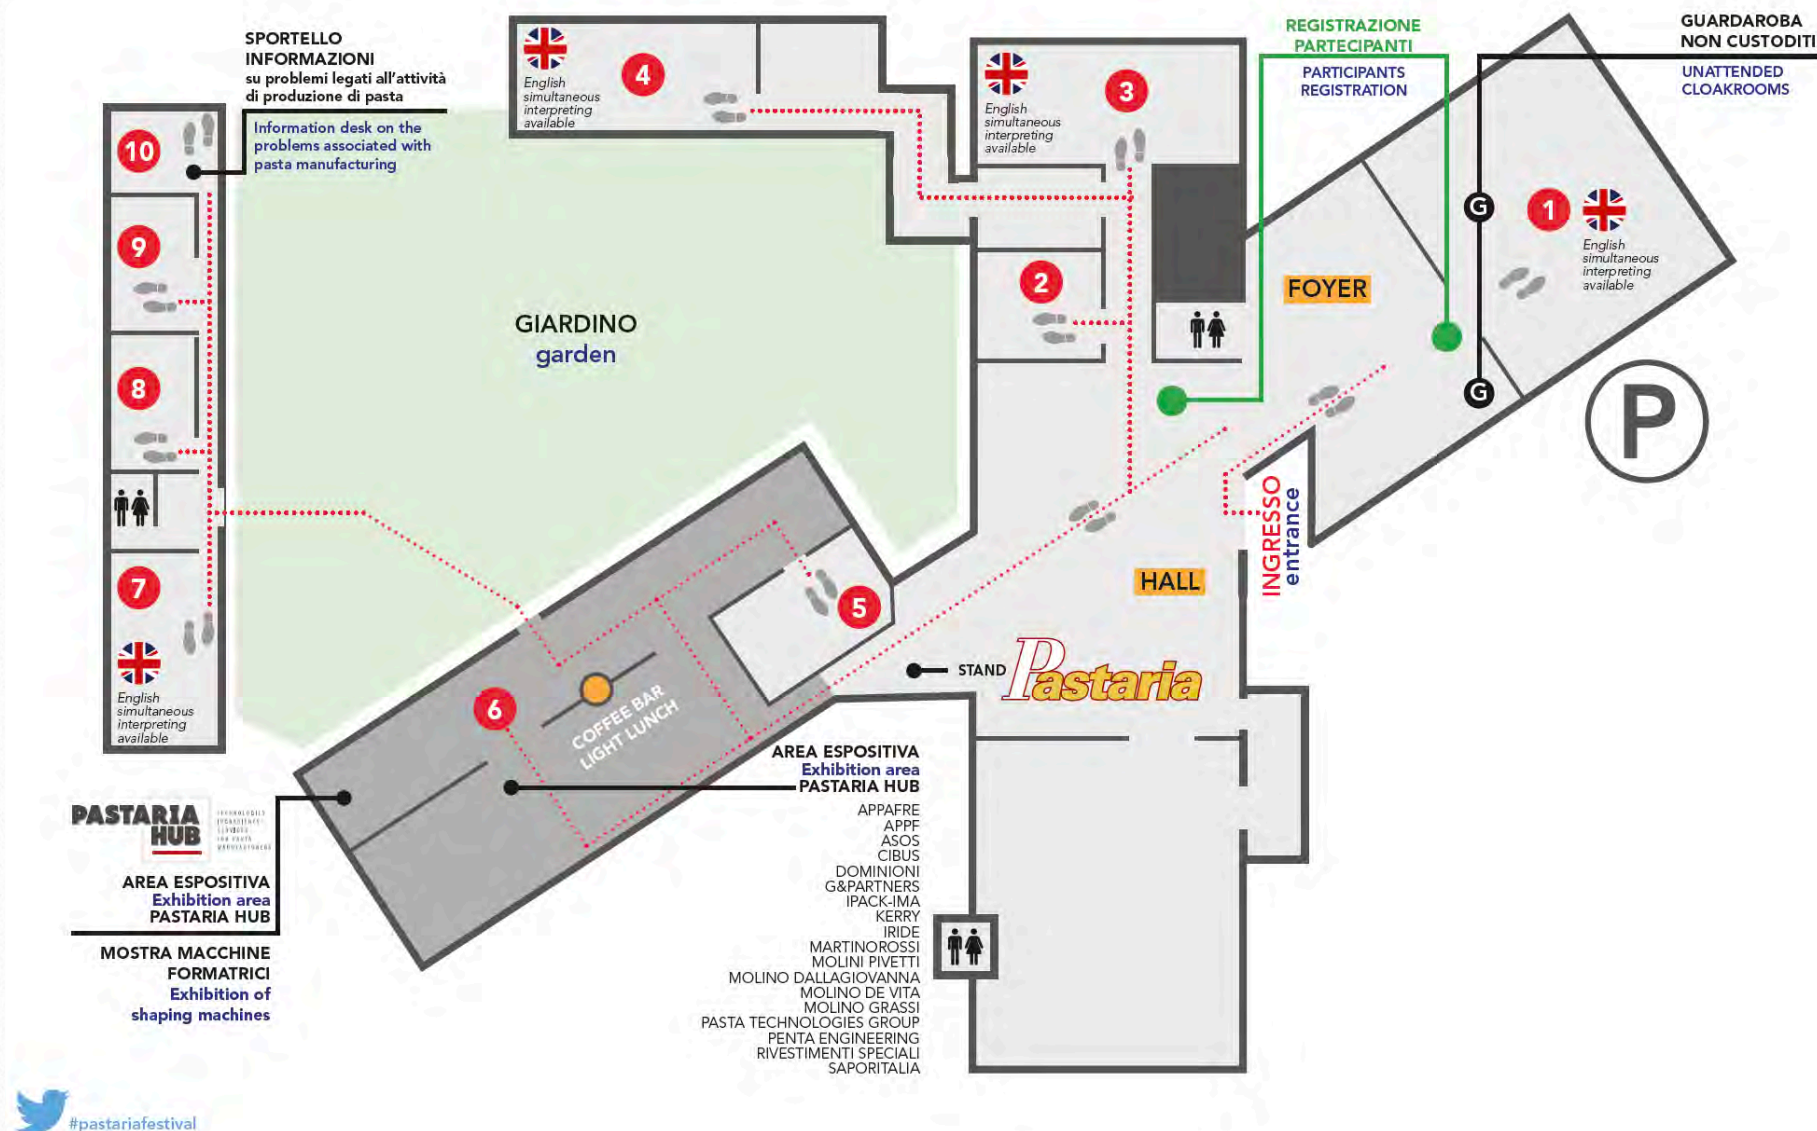 SPORTELLO
INFORMAZIONI
su problemi legati all'attività
di produzione di pasta
Information desk on the
problems associated with
pasta manufacturing
English
simultaneous
interpreting
available
4
English
simultaneous
interpreting
available
3
REGISTRAZIONE
PARTECIPANTI
PARTICIPANTS
REGISTRATION
GUARDAROBA
NON CUSTODITI
UNATTENDED
CLOAKROOMS
10
9
8
7
English
simultaneous
interpreting
available
GIARDINO
garden
2
FOYER
G
G
1
English
simultaneous
interpreting
available
P
INGRESSO
entrance
HALL
5
STAND
Pastaria
6
COFFEE BAR
LIGHT LUNCH
AREA ESPOSITIVA
Exhibition area
PASTARIA HUB
APPAFRE
APPF
ASOS
CIBUS
DOMINIONI
G&PARTNERS
IPACK-IMA
KERRY
IRIDE
MARTINOROSSI
MOLINI PIVETTI
MOLINO DALLAGIOVANNA
MOLINO DE VITA
MOLINO GRASSI
PASTA TECHNOLOGIES GROUP
PENTA ENGINEERING
RIVESTIMENTI SPECIALI
SAPORITALIA
PASTARIA
HUB
AREA ESPOSITIVA
Exhibition area
PASTARIA HUB
MOSTRA MACCHINE
FORMATRICI
Exhibition of
shaping machines
#pastariafestival